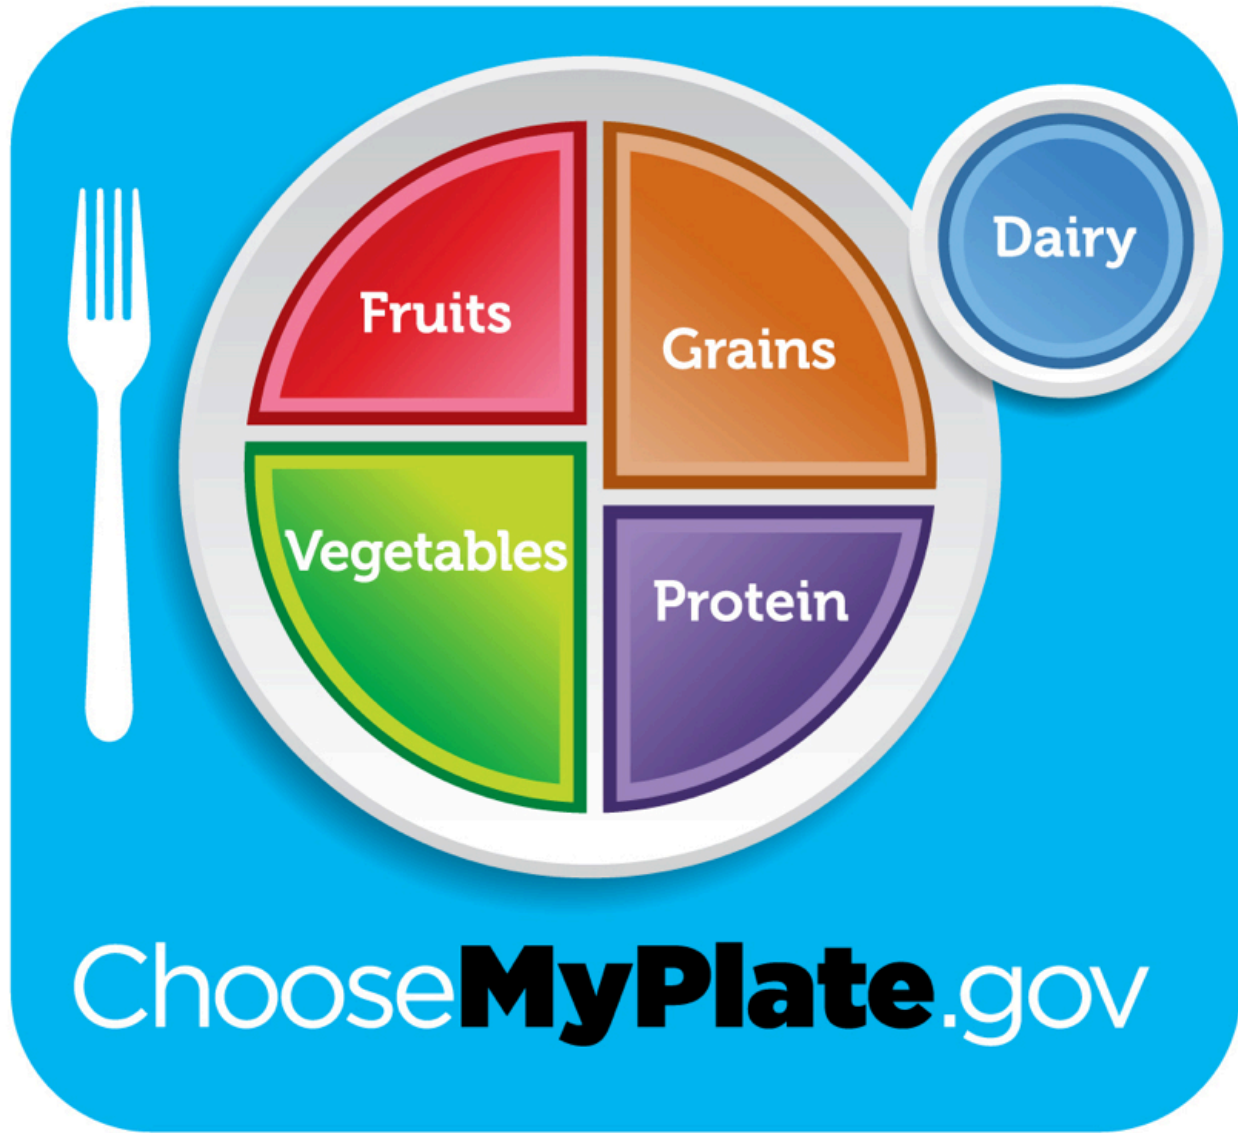 Fruits
Grains
Dairy
Vegetables
Protein
ChooseMyPlate.gov